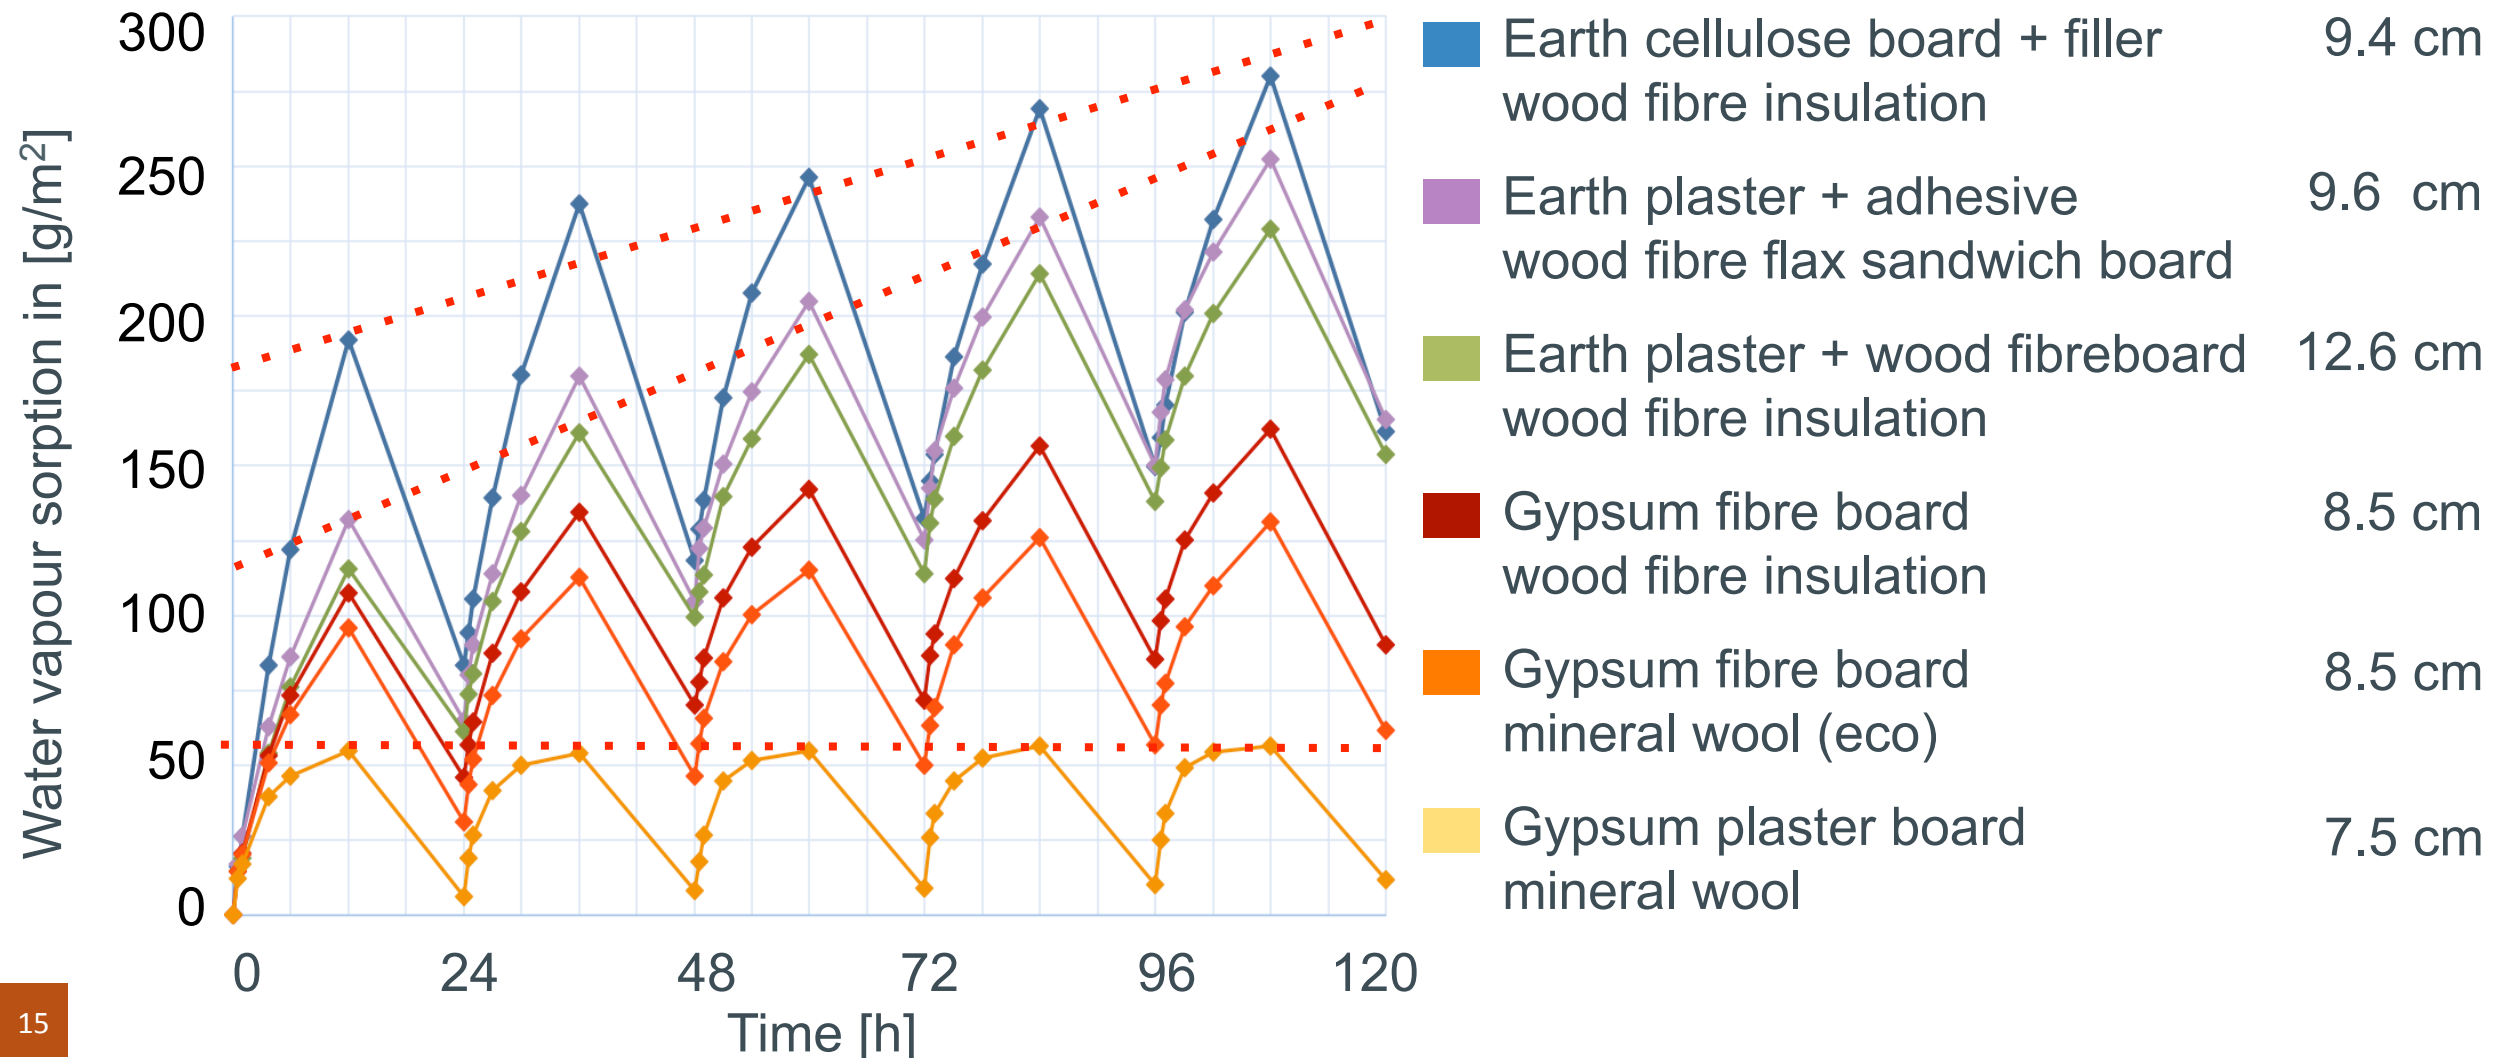 Water vapour sorption in [g/m²]
300
250
200
150
100
50
0
0 24 48 72 96 120
Time [h]
Earth cellulose board + filler 9.4 cm
wood fibre insulation
Earth plaster + adhesive 9.6 cm
wood fibre flax sandwich board
Earth plaster + wood fibreboard 12.6 cm
wood fibre insulation
Gypsum fibre board 8.5 cm
wood fibre insulation
Gypsum fibre board 8.5 cm
mineral wool (eco)
Gypsum plaster board 7.5 cm
mineral wool
15